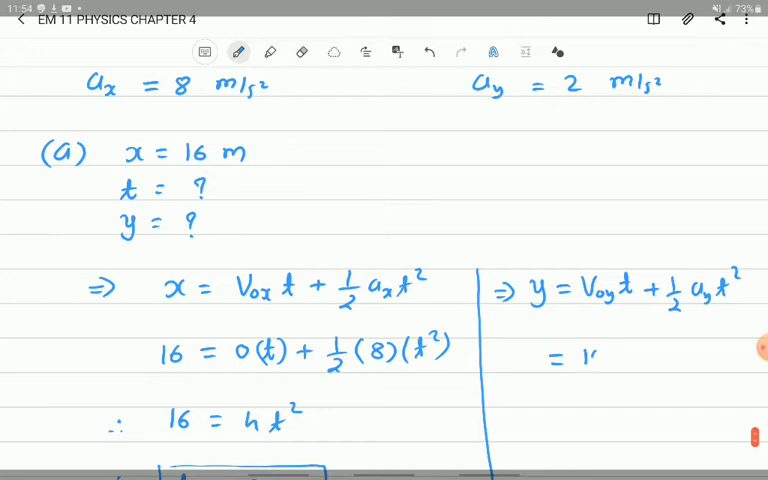 11:54 73%
EM 11 PHYSICS CHAPTER 4
ax = 8 m/s² ay = 2 m/s²
(a) x = 16 m
t = ?
y = ?
⇒ x = Vox t + 1/2 ax t²
16 = 0(t) + 1/2 (8)(t²)
∴ 16 = 4 t²
∴
⇒ y = Voy t + 1/2 ay t²
= 1